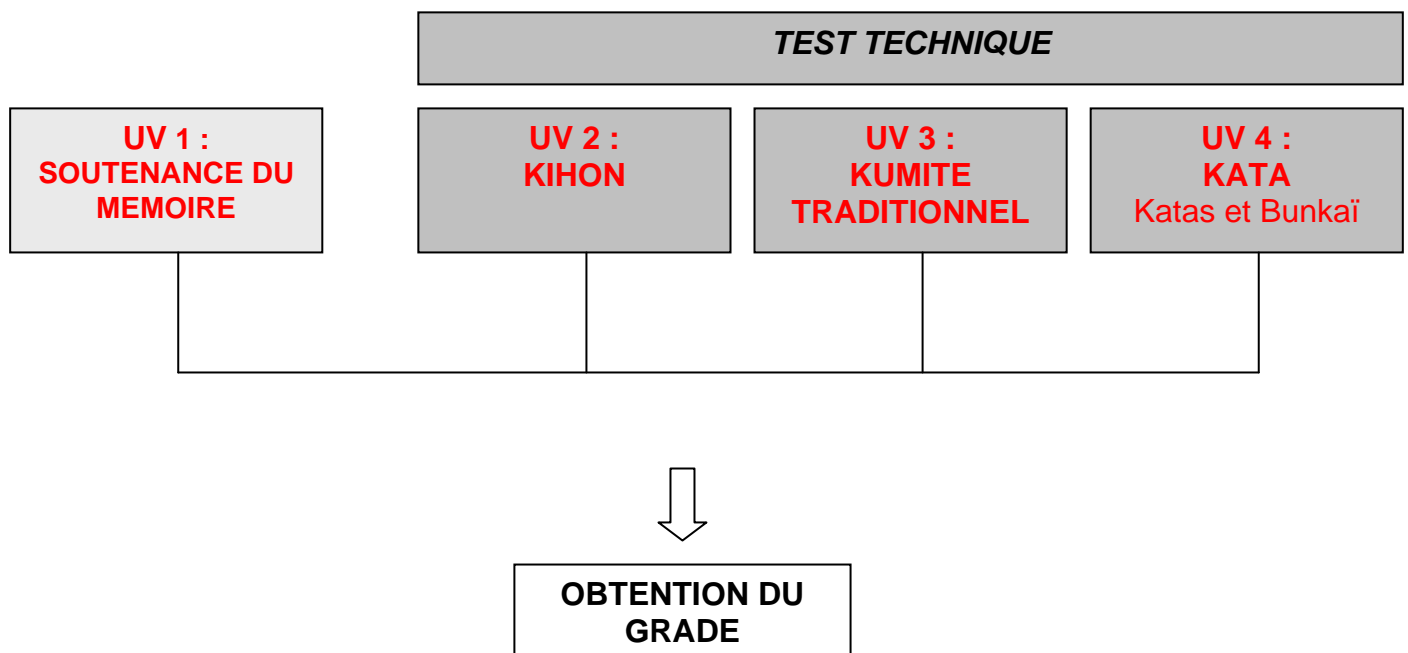 TEST TECHNIQUE
UV 1 :
SOUTENANCE DU
MEMOIRE
UV 2 :
KIHON
UV 3 :
KUMITE
TRADITIONNEL
UV 4 :
KATA
Katas et Bunkaï
OBTENTION DU
GRADE